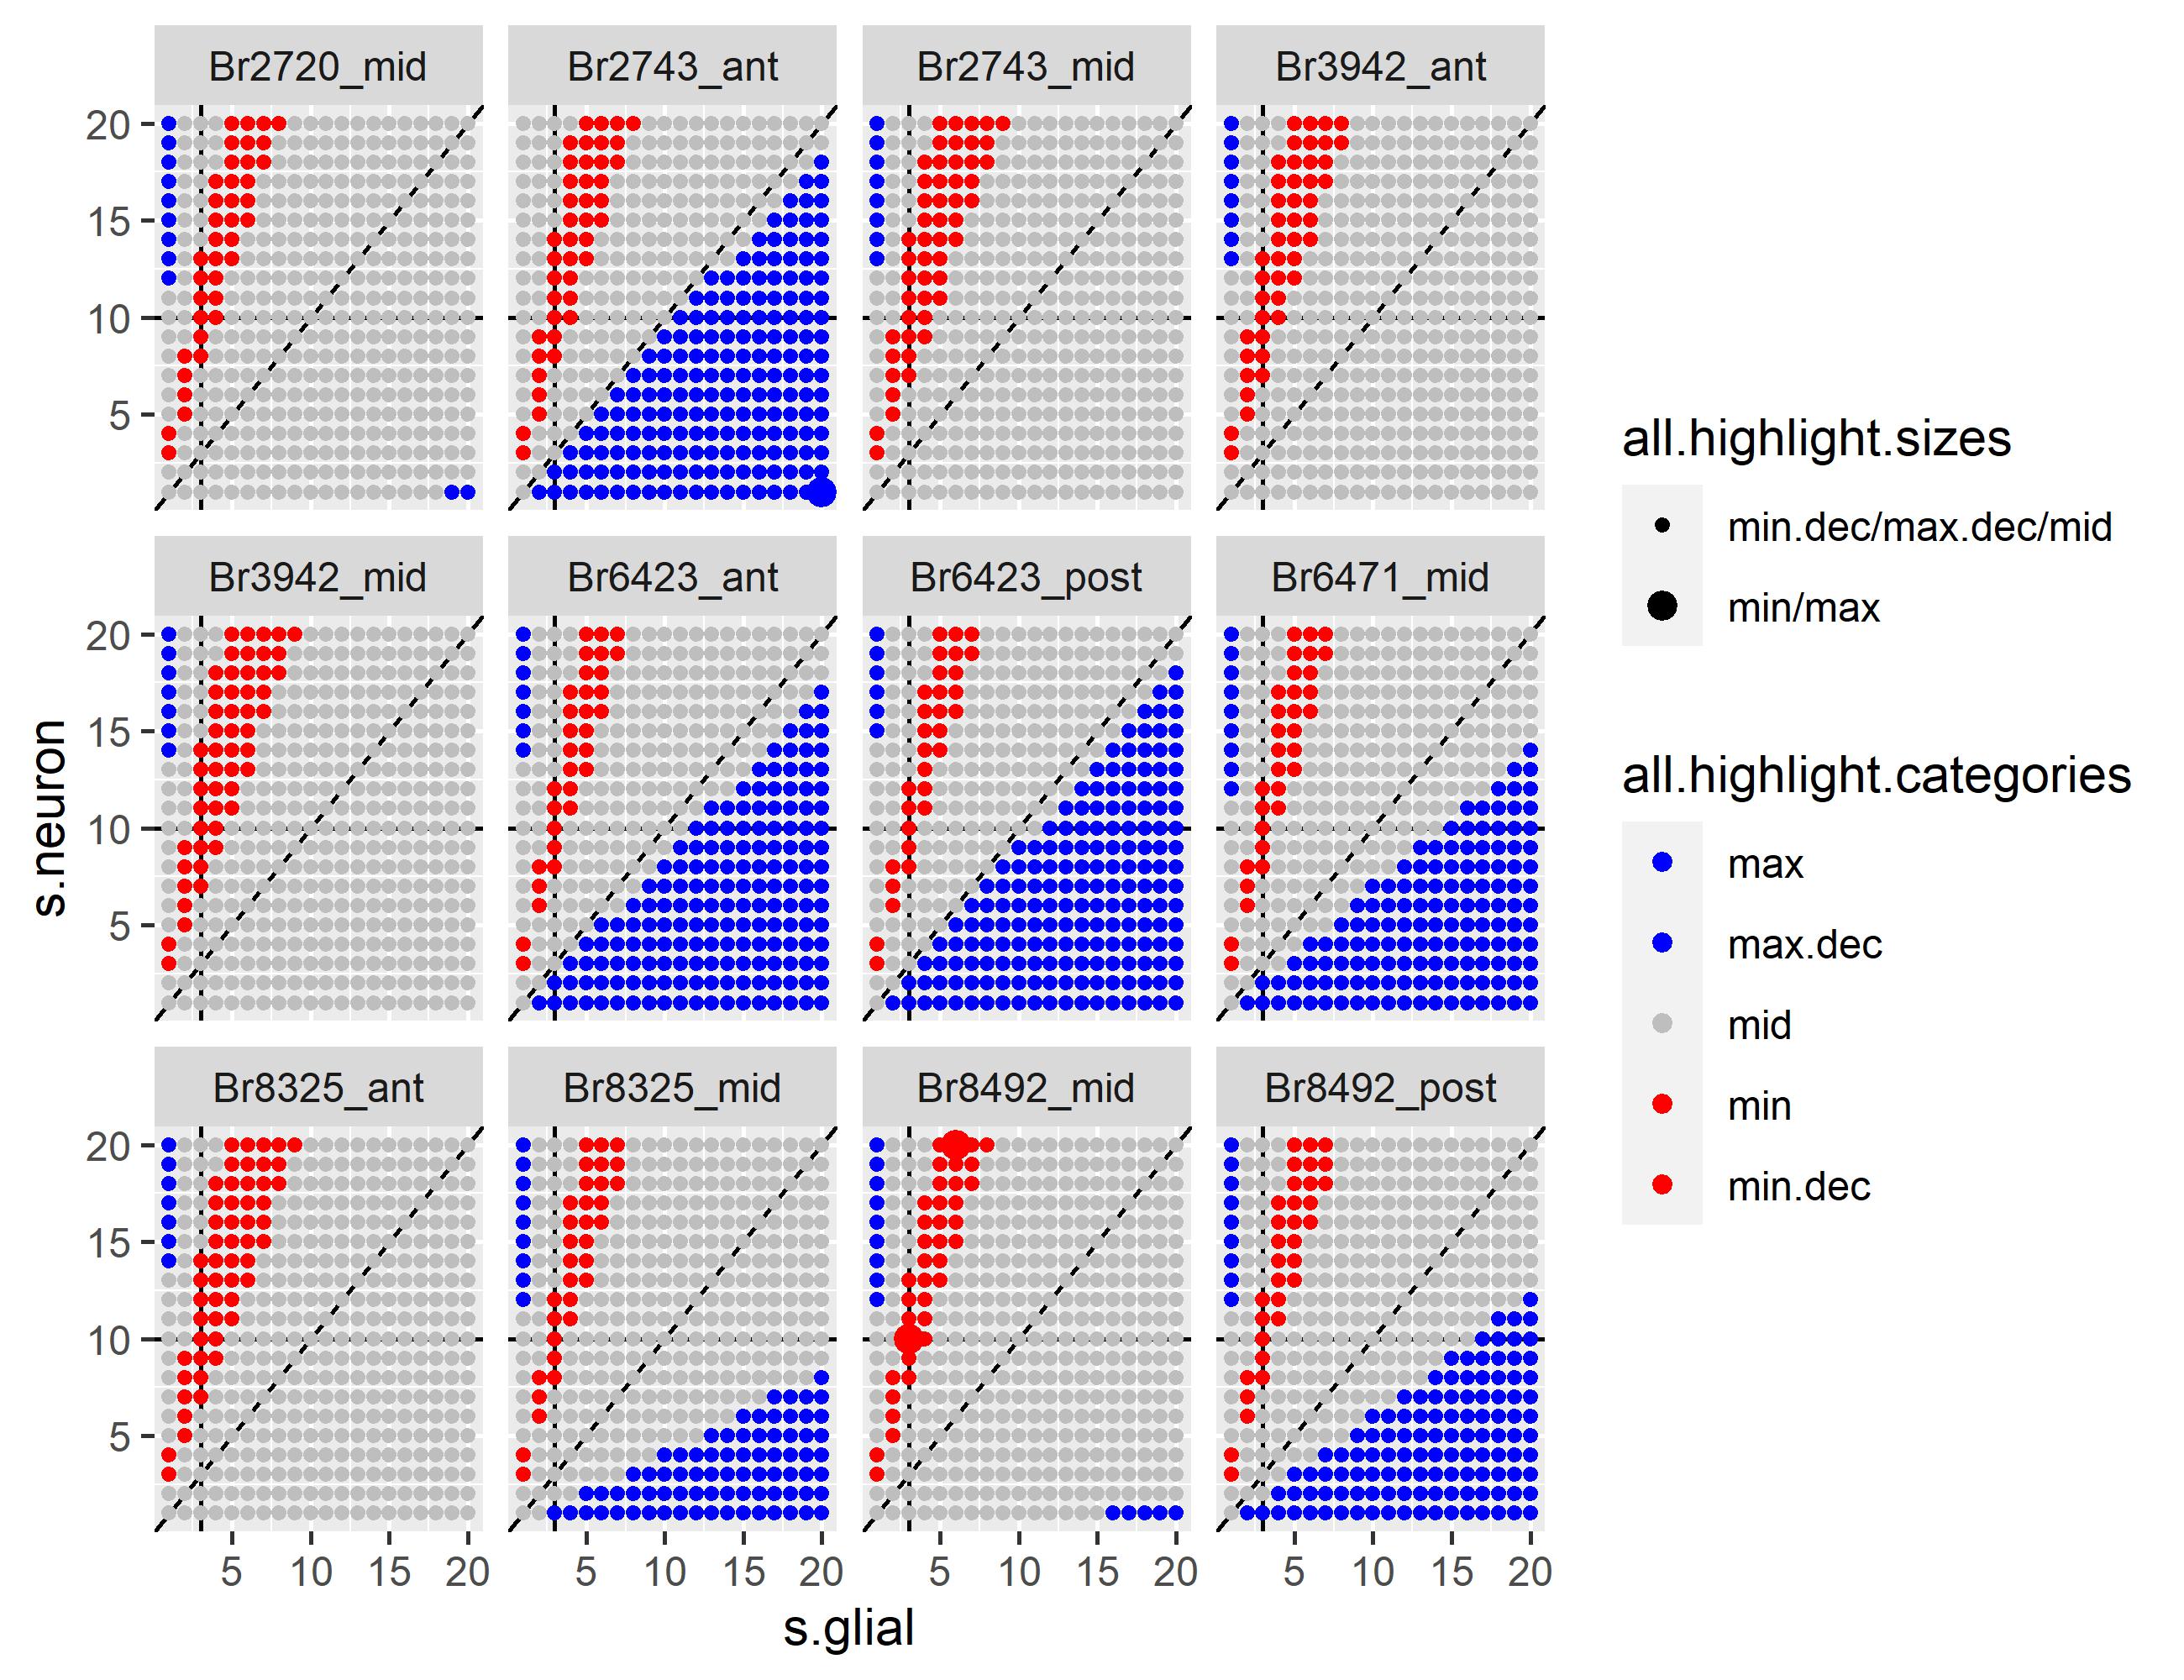 Br2720_mid Br2743_ant Br2743_mid Br3942_ant
20
15
10
5
Br3942_mid Br6423_ant Br6423_post Br6471_mid
20
15
10
5
Br8325_ant Br8325_mid Br8492_mid Br8492_post
20
15
10
5
5 10 15 20 5 10 15 20 5 10 15 20 5 10 15 20
s.glial
s.neuron
all.highlight.sizes
min.dec/max.dec/mid
min/max
all.highlight.categories
max
max.dec
mid
min
min.dec